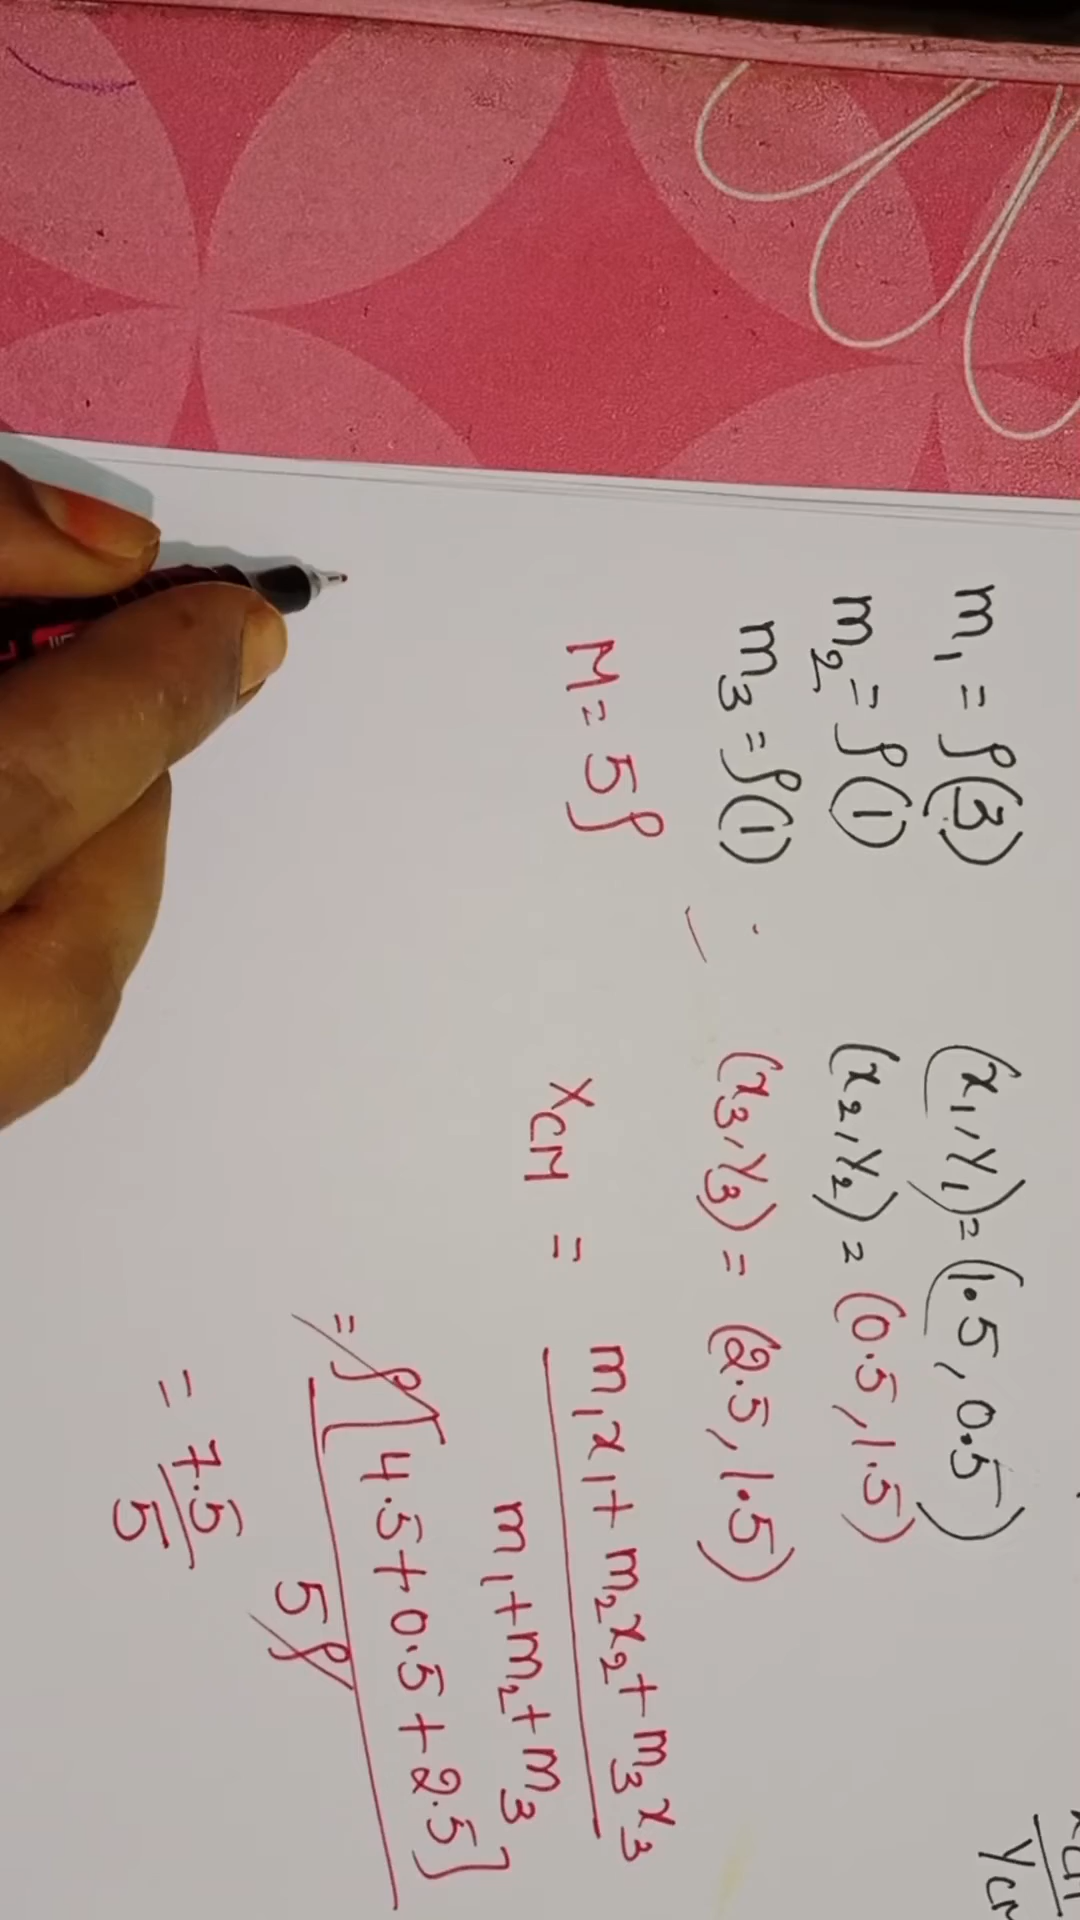 m₁ = ρ(3)
(x₁, y₁) = (1.5, 0.5)
m₂ = ρ(1)
(x₂, y₂) = (0.5, 1.5)
m₃ = ρ(1)
(x₃, y₃) = (2.5, 1.5)
M = 5ρ
x_CM = (m₁x₁ + m₂x₂ + m₃x₃) / (m₁ + m₂ + m₃)
= ρ[4.5 + 0.5 + 2.5] / 5ρ
= 7.5 / 5